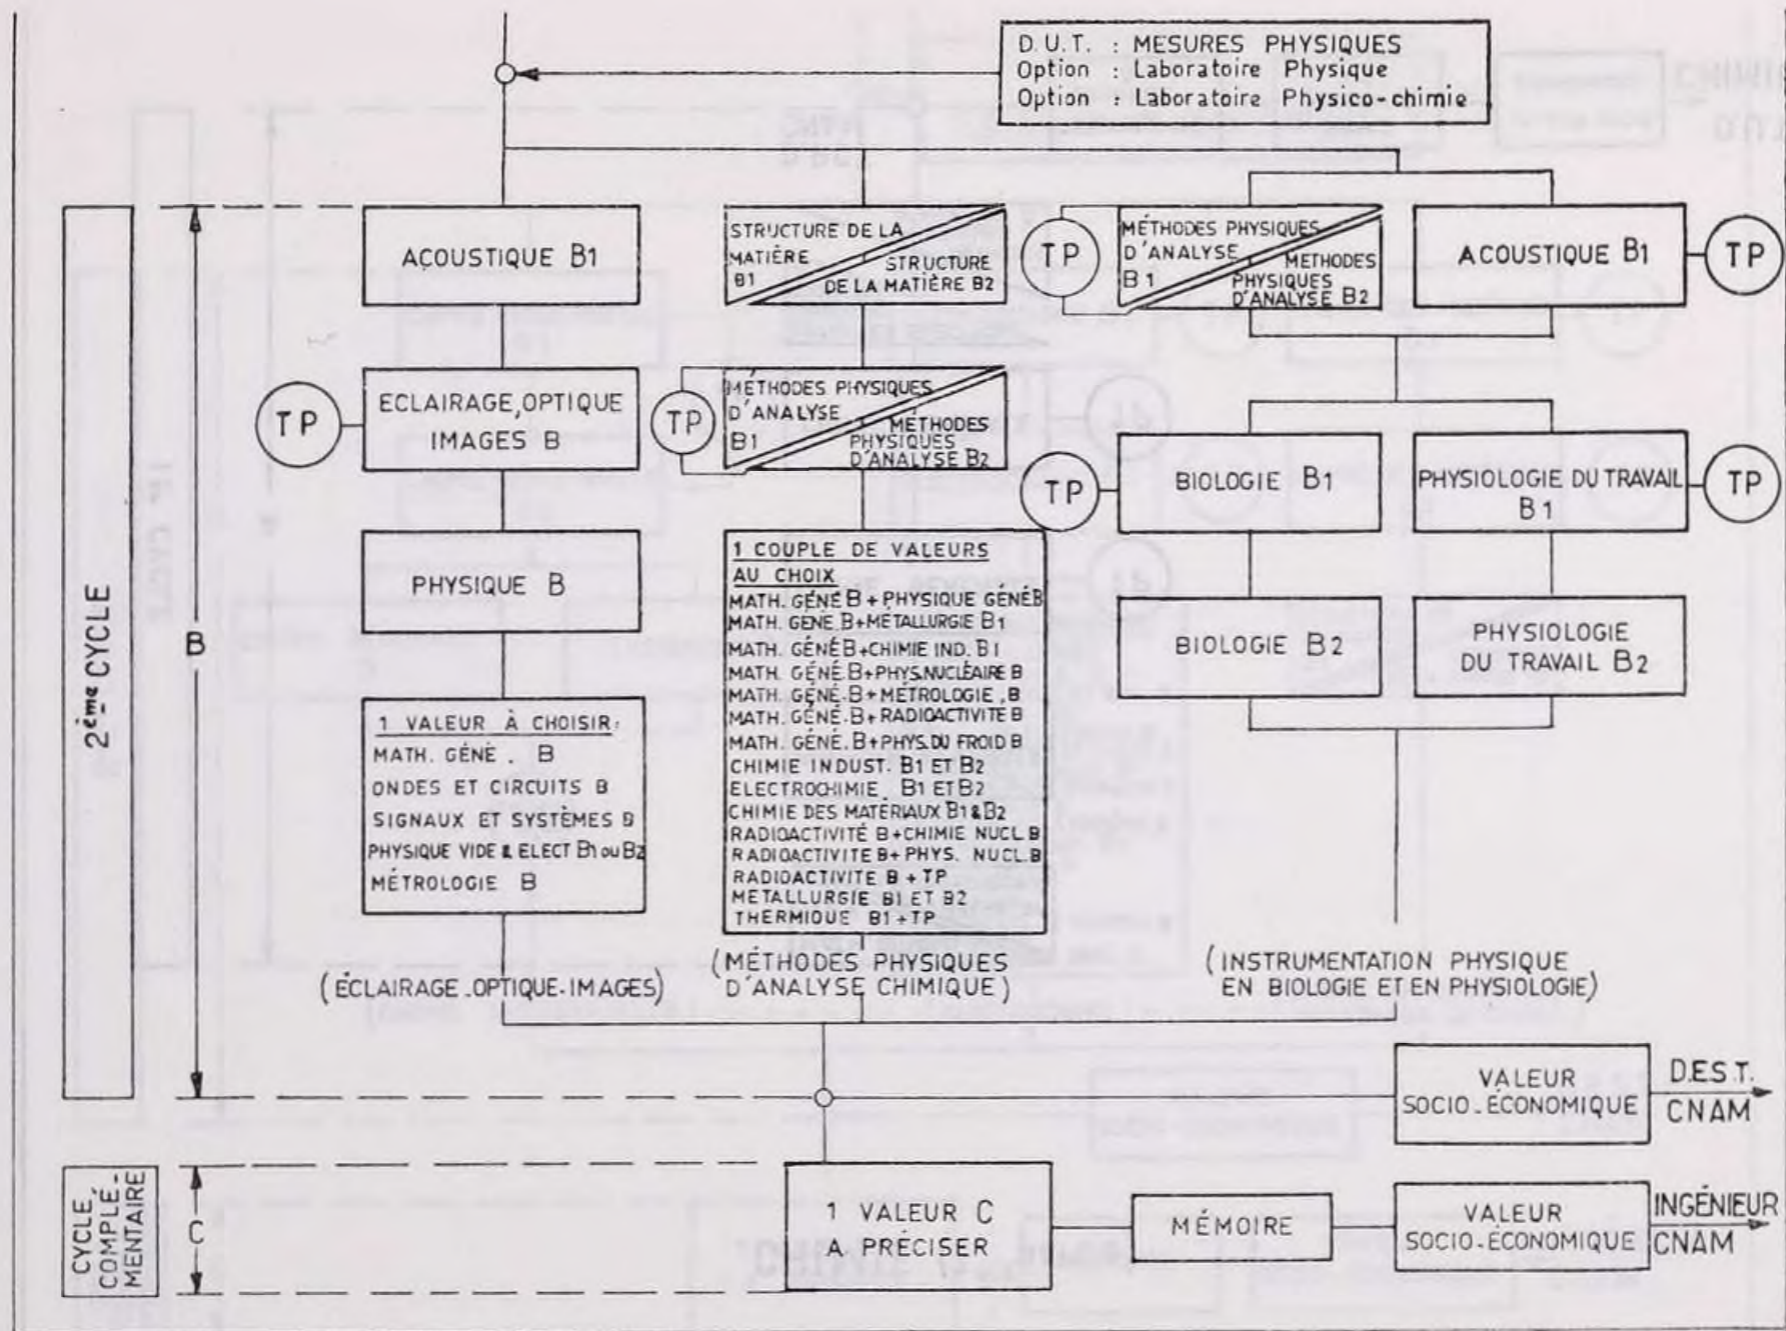 D.U.T. : MESURES PHYSIQUES
Option : Laboratoire Physique
Option : Laboratoire Physico-chimie
2ème CYCLE
B
ACOUSTIQUE B1
TP
ECLAIRAGE, OPTIQUE
IMAGES B
PHYSIQUE B
1 VALEUR À CHOISIR:
MATH. GÉNÉ. B
ONDES ET CIRCUITS B
SIGNAUX ET SYSTÈMES B
PHYSIQUE VIDE & ELECT B1 ou B2
MÉTROLOGIE B
(ÉCLAIRAGE-OPTIQUE-IMAGES)
STRUCTURE DE LA
MATIÈRE
B1
STRUCTURE
DE LA MATIÈRE B2
TP
MÉTHODES PHYSIQUES
D'ANALYSE
B1
MÉTHODES
PHYSIQUES
D'ANALYSE B2
1 COUPLE DE VALEURS
AU CHOIX
MATH. GÉNÉ B + PHYSIQUE GÉNÉ B
MATH. GENE. B + MÉTALLURGIE B1
MATH. GÉNÉ B + CHIMIE IND. B1
MATH. GÉNÉ. B + PHYS. NUCLÉAIRE B
MATH. GÉNÉ. B + MÉTROLOGIE. B
MATH. GÉNÉ. B + RADIOACTIVITE B
MATH. GÉNÉ. B + PHYS. DU FROID B
CHIMIE INDUST. B1 ET B2
ELECTROCHIMIE. B1 ET B2
CHIMIE DES MATÉRIAUX B1 & B2
RADIOACTIVITÉ B + CHIMIE NUCL. B
RADIOACTIVITE B + PHYS. NUCL. B
RADIOACTIVITE B + TP
METALLURGIE B1 ET B2
THERMIQUE B1 + TP
(MÉTHODES PHYSIQUES
D'ANALYSE CHIMIQUE)
TP
MÉTHODES PHYSIQUES
D'ANALYSE
B1
METHODES
PHYSIQUES
D'ANALYSE B2
ACOUSTIQUE B1
TP
TP
BIOLOGIE B1
PHYSIOLOGIE DU TRAVAIL
B1
TP
BIOLOGIE B2
PHYSIOLOGIE
DU TRAVAIL B2
(INSTRUMENTATION PHYSIQUE
EN BIOLOGIE ET EN PHYSIOLOGIE)
VALEUR
SOCIO-ÉCONOMIQUE
D.E.S.T.
CNAM
CYCLE
COMPLÉ-
MENTAIRE
C
1 VALEUR C
A PRÉCISER
MÉMOIRE
VALEUR
SOCIO-ÉCONOMIQUE
INGÉNIEUR
CNAM